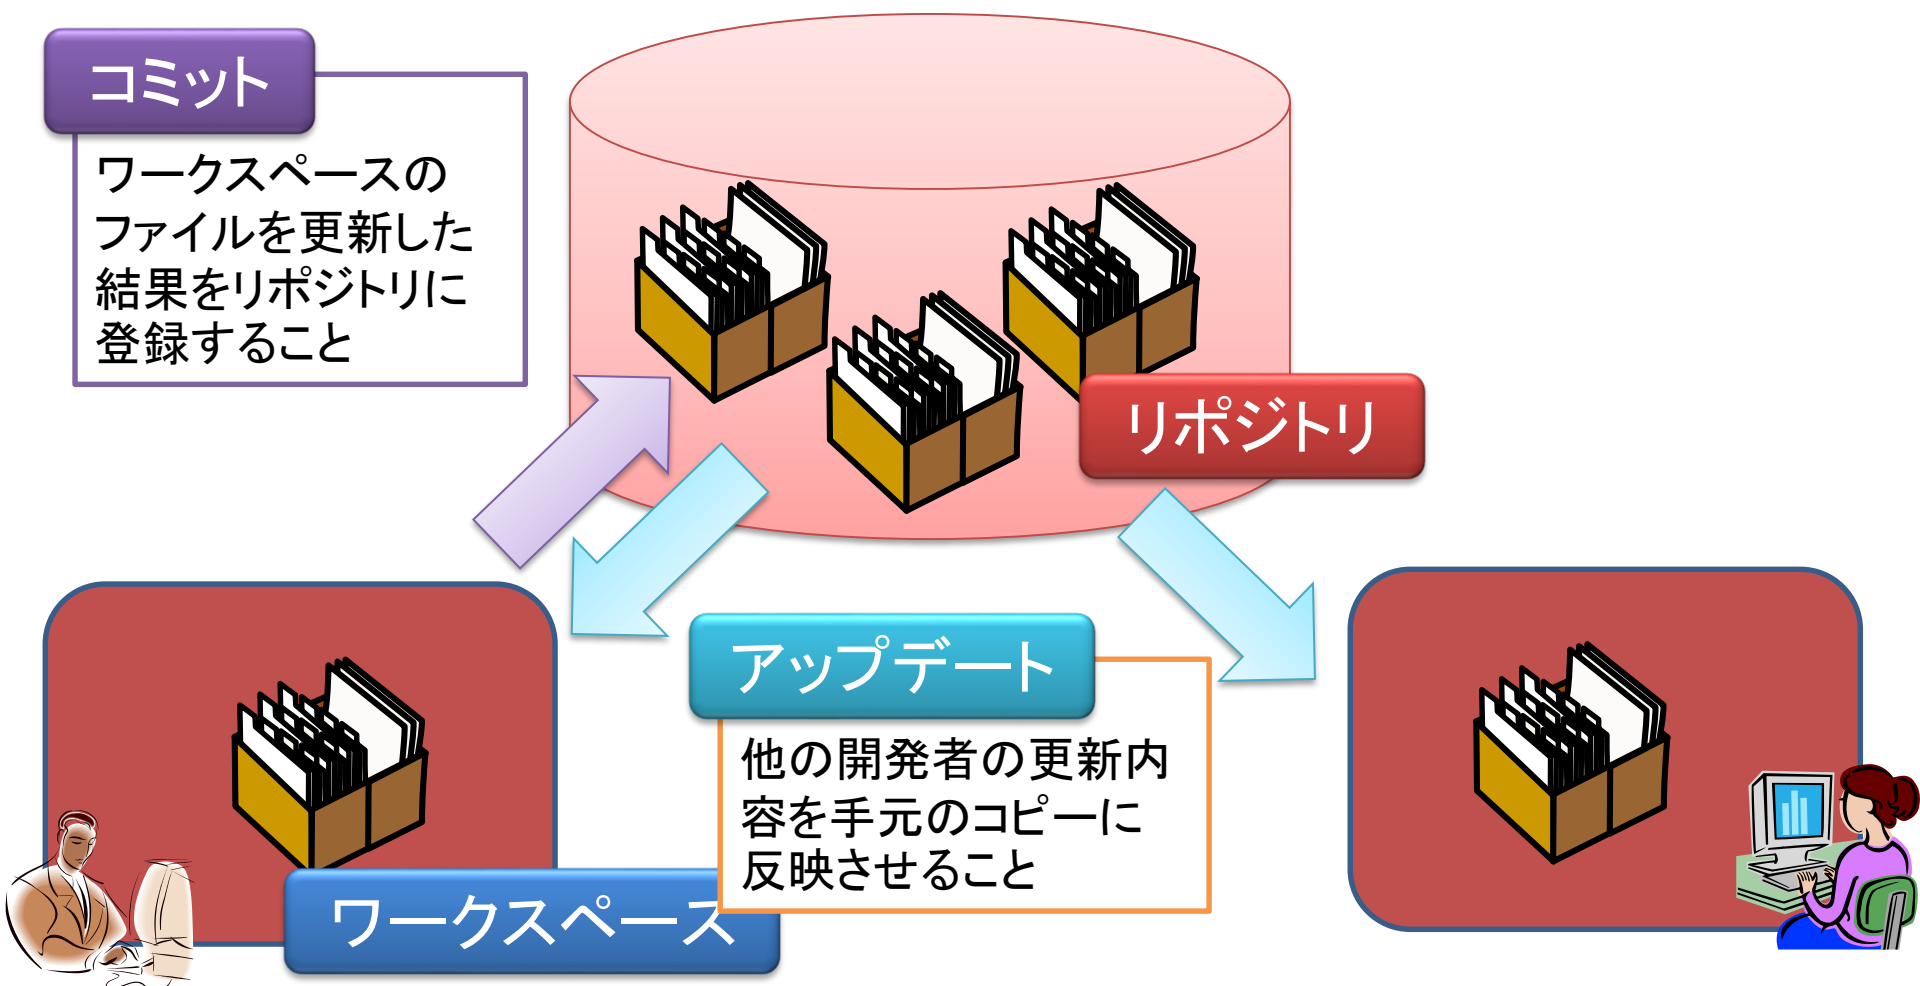 コミット
ワークスペースの
ファイルを更新した
結果をリポジトリに
登録すること
リポジトリ
アップデート
他の開発者の更新内
容を手元のコピーに
反映させること
ワークスペース